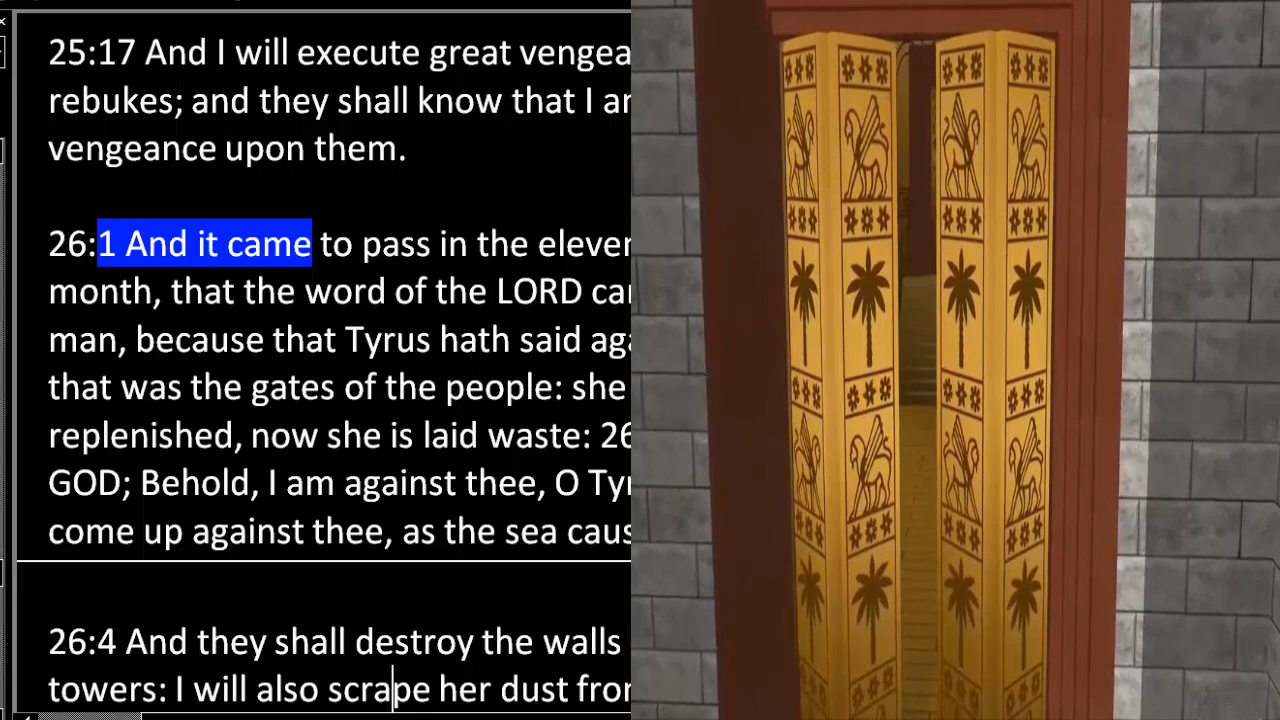 25:17 And I will execute great vengea
rebukes; and they shall know that I ar
vengeance upon them.
26:1 And it came to pass in the eleven
month, that the word of the LORD car
man, because that Tyrus hath said aga
that was the gates of the people: she
replenished, now she is laid waste: 26
GOD; Behold, I am against thee, O Tyr
come up against thee, as the sea caus
26:4 And they shall destroy the walls
towers: I will also scrape her dust fror